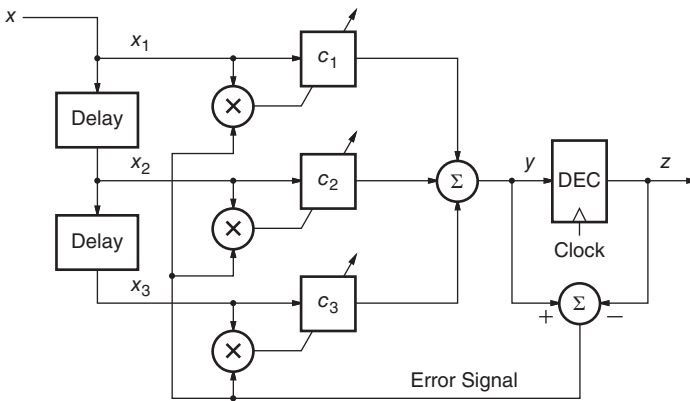 x
x1
c1
×
Delay
x2
c2
Σ
y
DEC
z
×
Delay
Clock
x3
c3
Σ
+
−
×
Error Signal